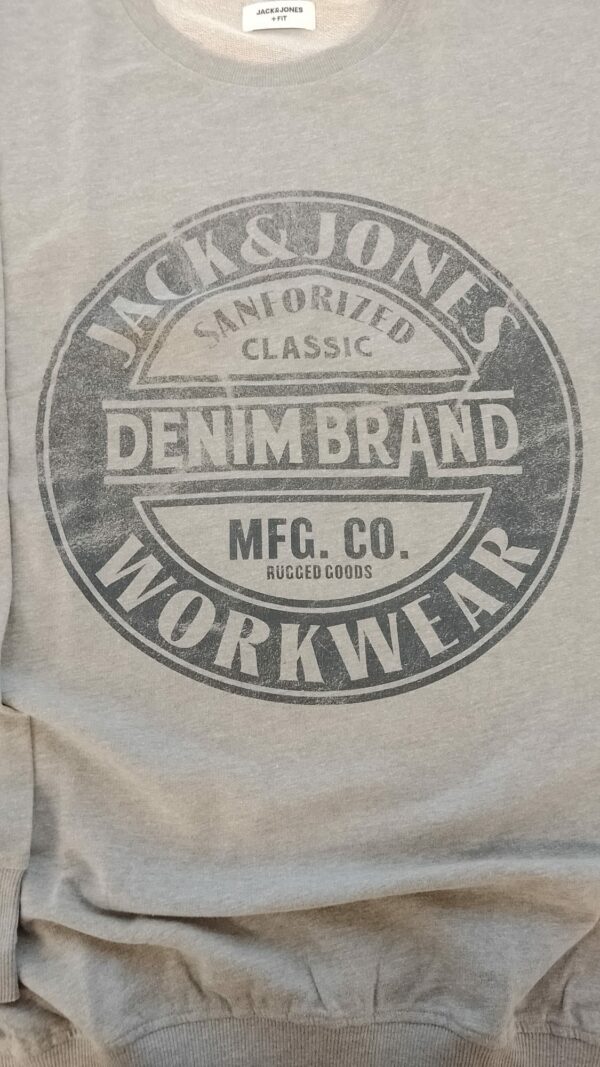 JACK&JONES
+ FIT
JACK&JONES
SANFORIZED
CLASSIC
DENIM BRAND
MFG. CO.
RUGGED GOODS
WORKWEAR